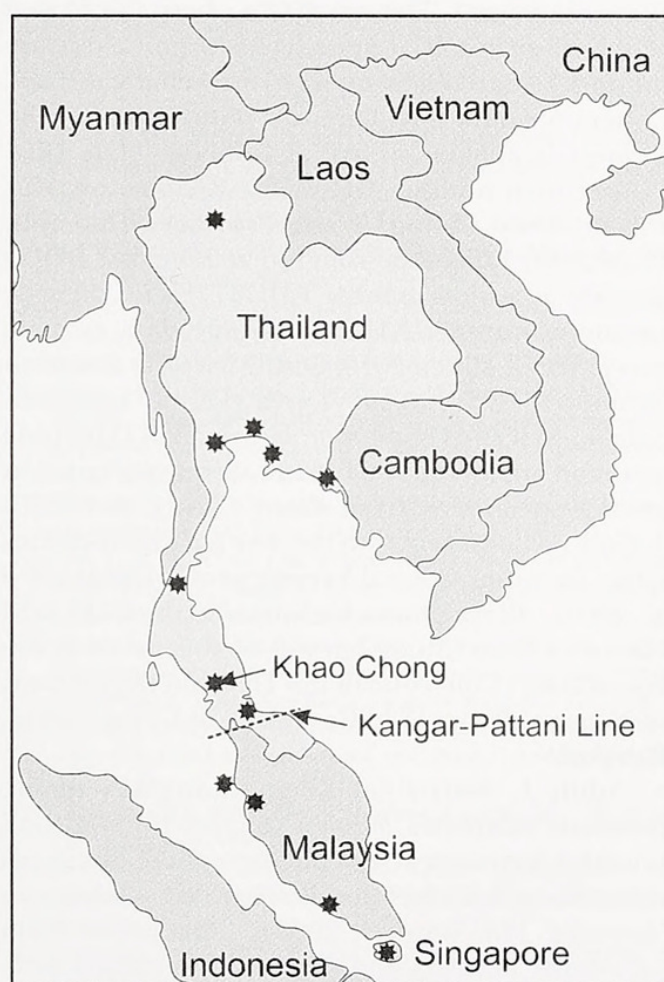 China
Vietnam
Myanmar
Laos
Thailand
Cambodia
Khao Chong
Kangar-Pattani Line
Malaysia
Singapore
Indonesia